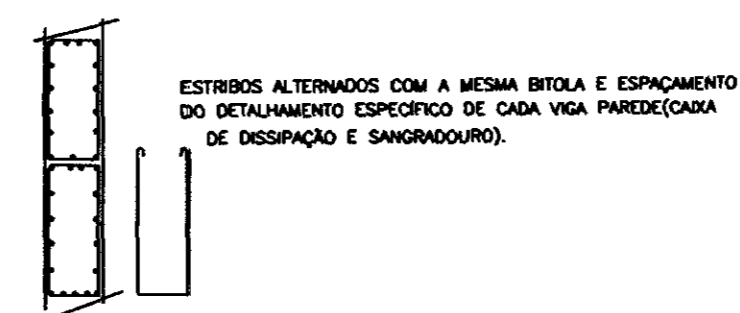 ESTRIBOS ALTERNADOS COM A MESMA BITOLA E ESPAÇAMENTO
DO DETALHAMENTO ESPECÍFICO DE CADA VIGA PAREDE(CAIXA
DE DISSIPAÇÃO E SANGRADOURO).